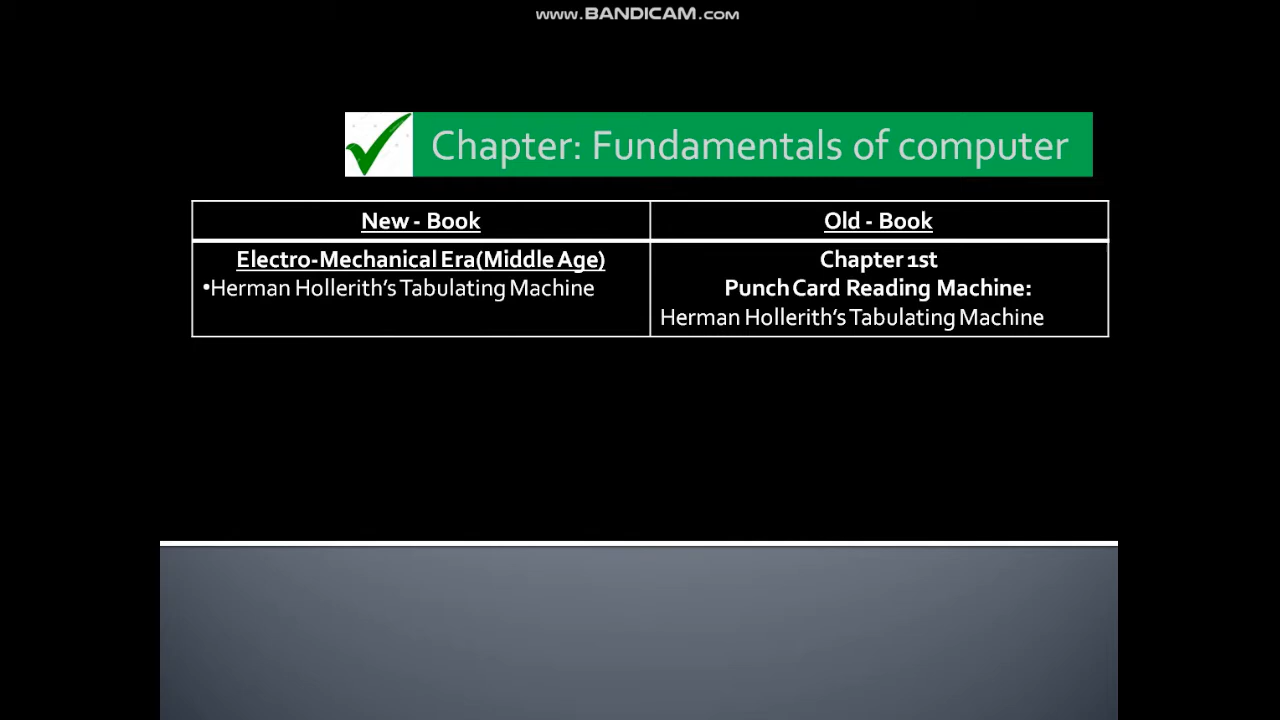 www.BANDICAM.com
Chapter: Fundamentals of computer
New - Book
Old - Book
Electro-Mechanical Era(Middle Age)
•Herman Hollerith's Tabulating Machine
Chapter 1st
Punch Card Reading Machine:
Herman Hollerith's Tabulating Machine